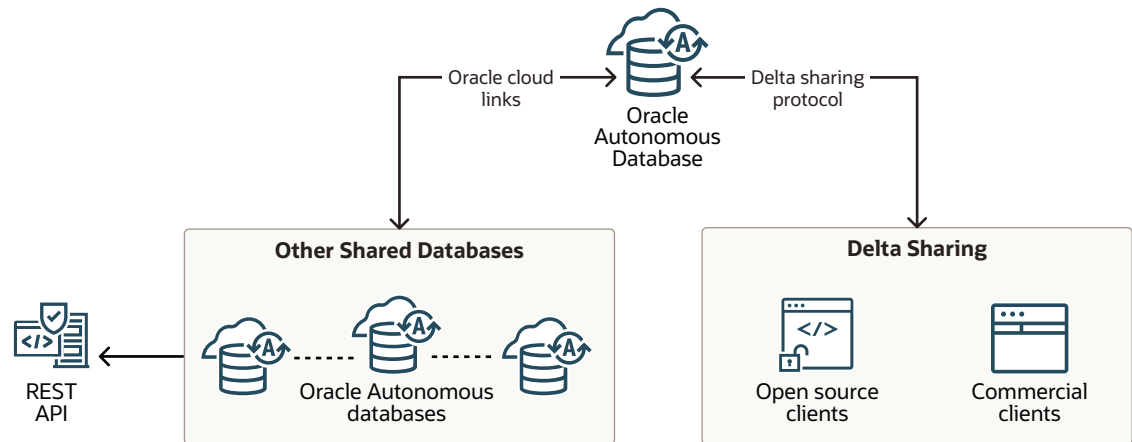 A
Oracle cloud
links
Delta sharing
protocol
Oracle
Autonomous
Database
Other Shared Databases
Delta Sharing
</>
REST
API
A
A
A
Oracle Autonomous
databases
</>
Open source
clients
Commercial
clients